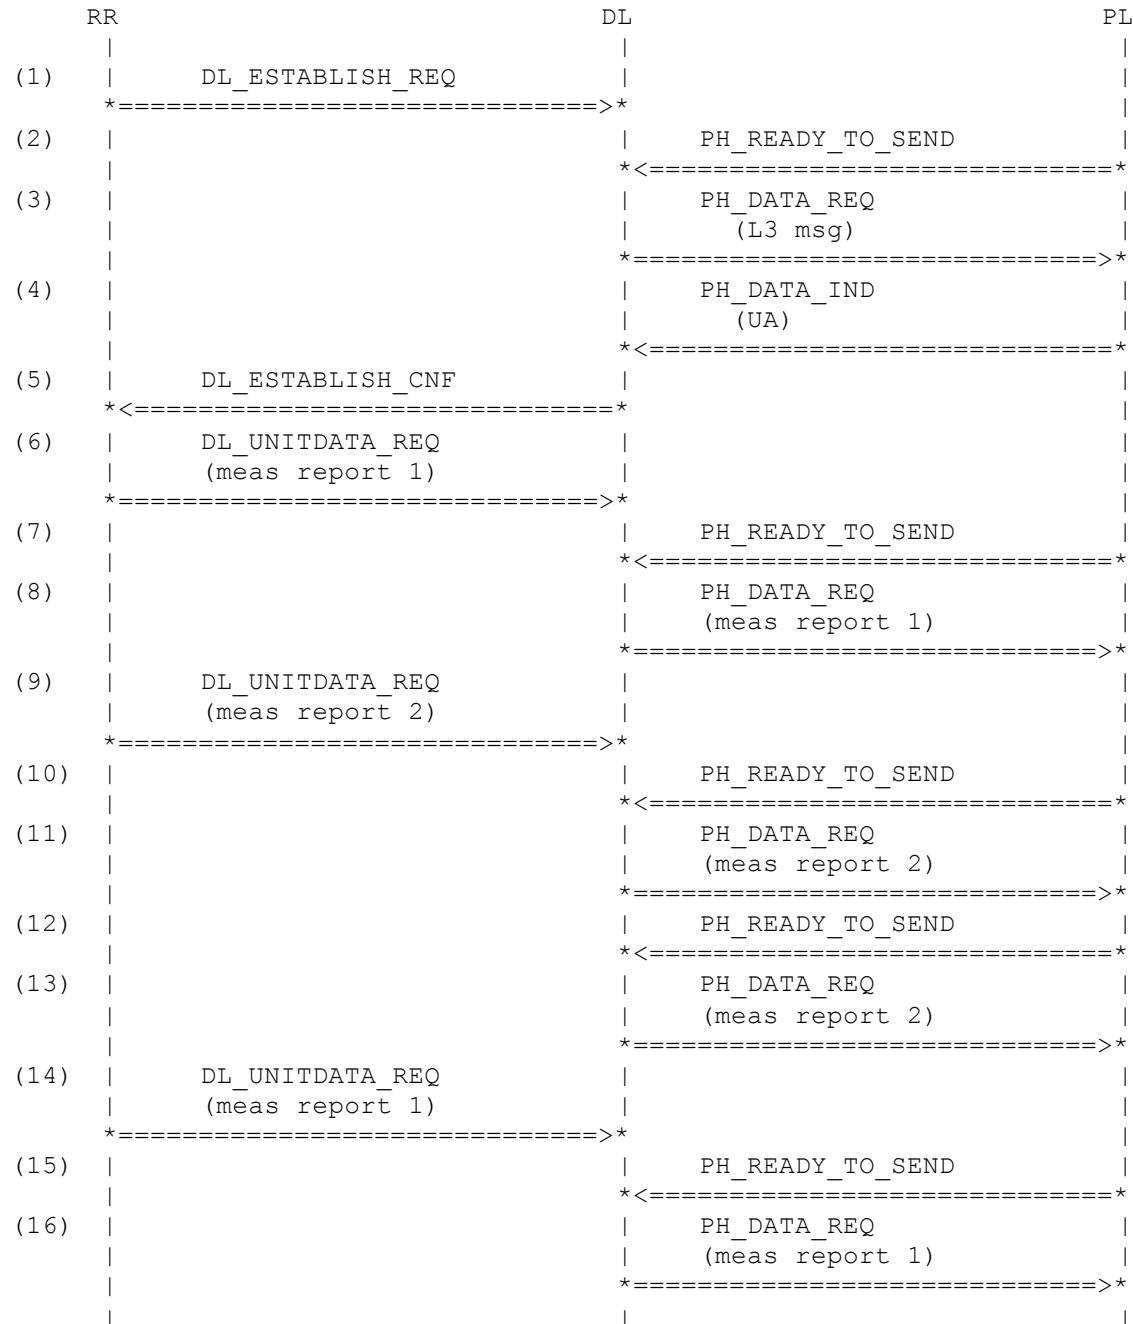 RR DL PL
(1) DL_ESTABLISH_REQ
(2) PH_READY_TO_SEND
(3) PH_DATA_REQ
(L3 msg)
(4) PH_DATA_IND
(UA)
(5) DL_ESTABLISH_CNF
(6) DL_UNITDATA_REQ
(meas report 1)
(7) PH_READY_TO_SEND
(8) PH_DATA_REQ
(meas report 1)
(9) DL_UNITDATA_REQ
(meas report 2)
(10) PH_READY_TO_SEND
(11) PH_DATA_REQ
(meas report 2)
(12) PH_READY_TO_SEND
(13) PH_DATA_REQ
(meas report 2)
(14) DL_UNITDATA_REQ
(meas report 1)
(15) PH_READY_TO_SEND
(16) PH_DATA_REQ
(meas report 1)